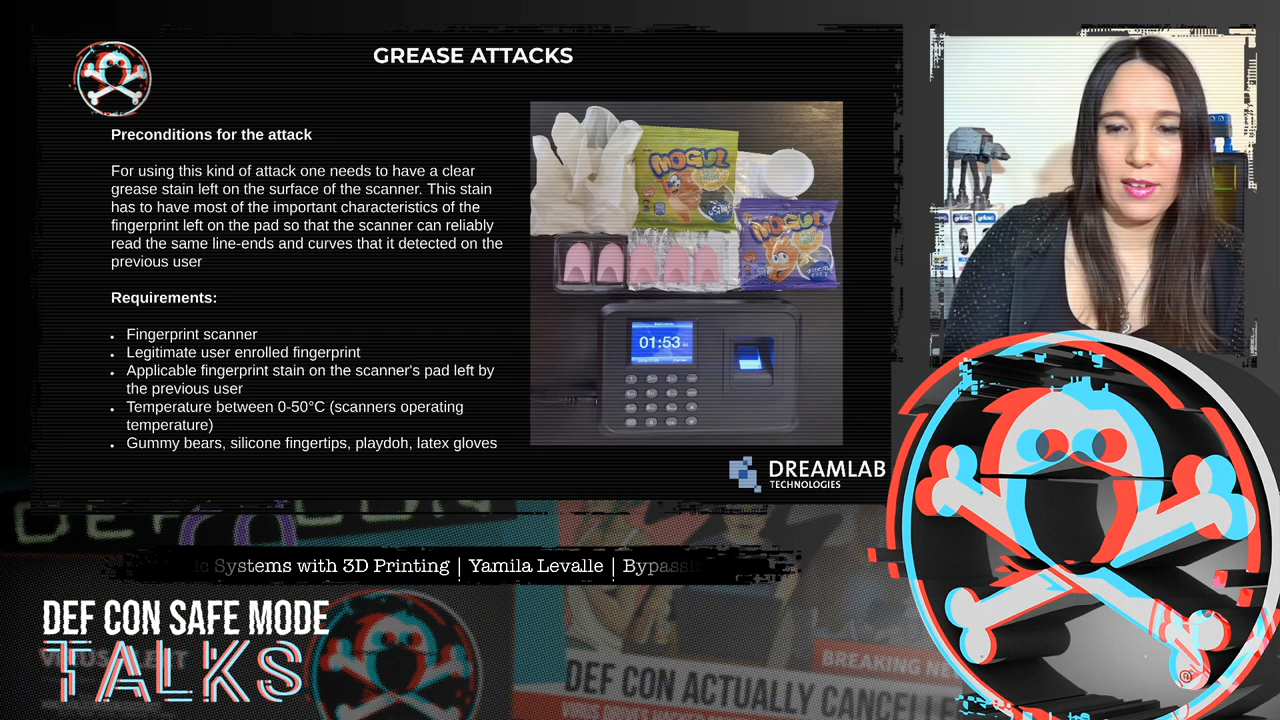 GREASE ATTACKS
Preconditions for the attack
For using this kind of attack one needs to have a clear
grease stain left on the surface of the scanner. This stain
has to have most of the important characteristics of the
fingerprint left on the pad so that the scanner can reliably
read the same line-ends and curves that it detected on the
previous user
Requirements:
Fingerprint scanner
Legitimate user enrolled fingerprint
Applicable fingerprint stain on the scanner's pad left by
the previous user
Temperature between 0-50°C (scanners operating
temperature)
Gummy bears, silicone fingertips, playdoh, latex gloves
MOGUL
MOGUL
01:53
DREAMLAB
TECHNOLOGIES
DEF CON
Systems with 3D Printing | Yamila Levalle | Bypassin
DEF CON SAFE MODE
TALKS
BREAKING NE
DEF CON ACTUALLY CANCELLE